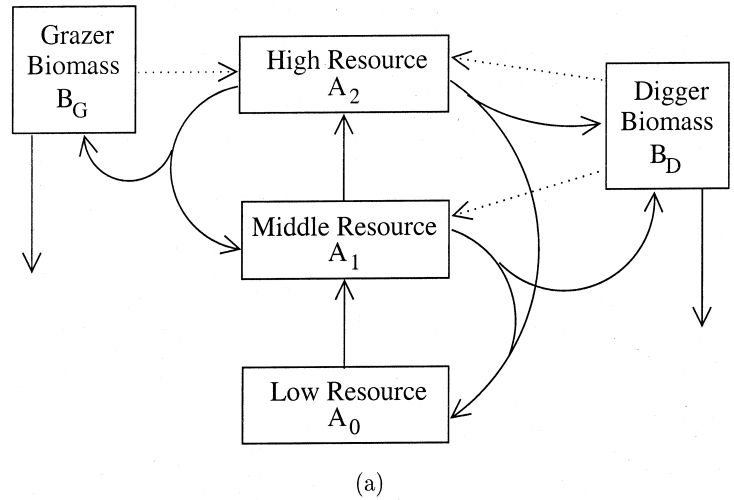 Grazer
Biomass
B_G
High Resource
A_2
Digger
Biomass
B_D
Middle Resource
A_1
Low Resource
A_0
(a)